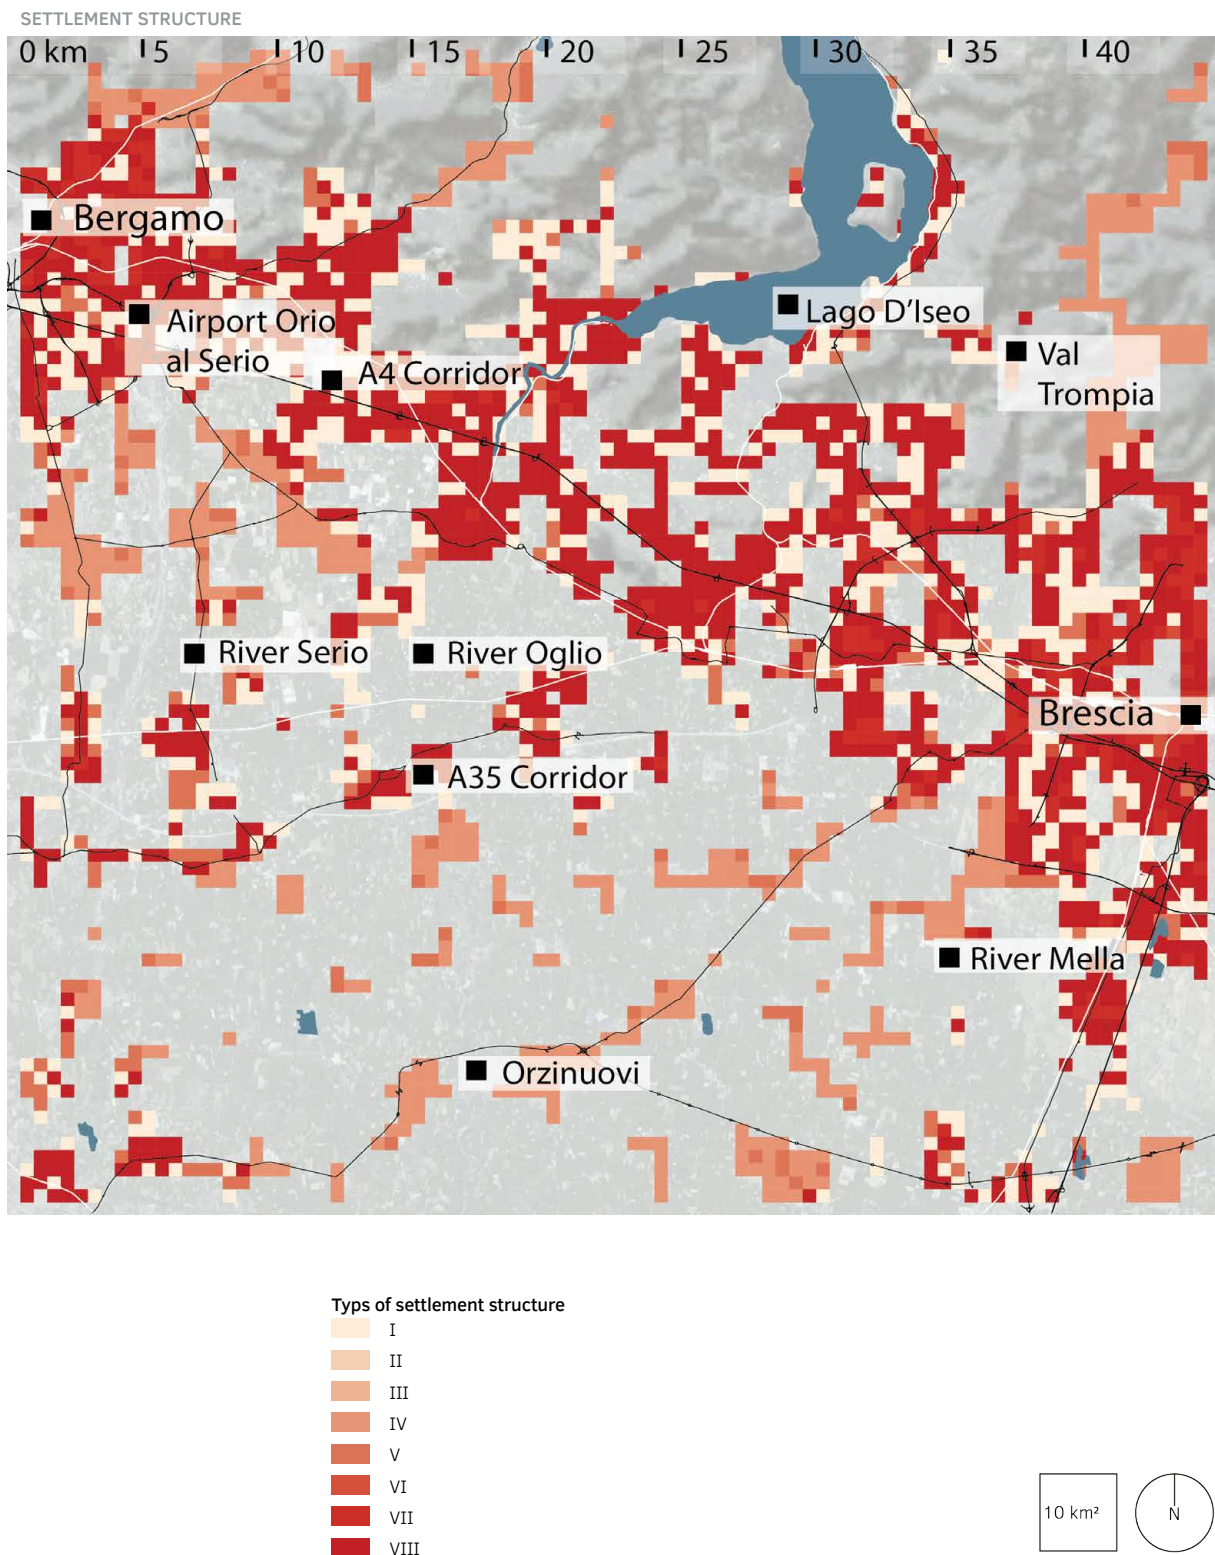 SETTLEMENT STRUCTURE
0 km 5 10 15 20 25 30 35 40
Bergamo
Airport Orio
al Serio
Lago D'Iseo
Val
Trompia
A4 Corridor
River Serio
River Oglio
Brescia
A35 Corridor
River Mella
Orzinuovi
Typs of settlement structure
I
II
III
IV
V
VI
VII
VIII
10 km²
N